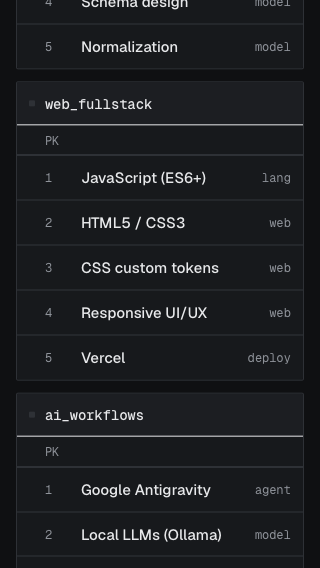 4 Schema design model
5 Normalization model
web_fullstack
PK
1 JavaScript (ES6+) lang
2 HTML5 / CSS3 web
3 CSS custom tokens web
4 Responsive UI/UX web
5 Vercel deploy
ai_workflows
PK
1 Google Antigravity agent
2 Local LLMs (Ollama) model